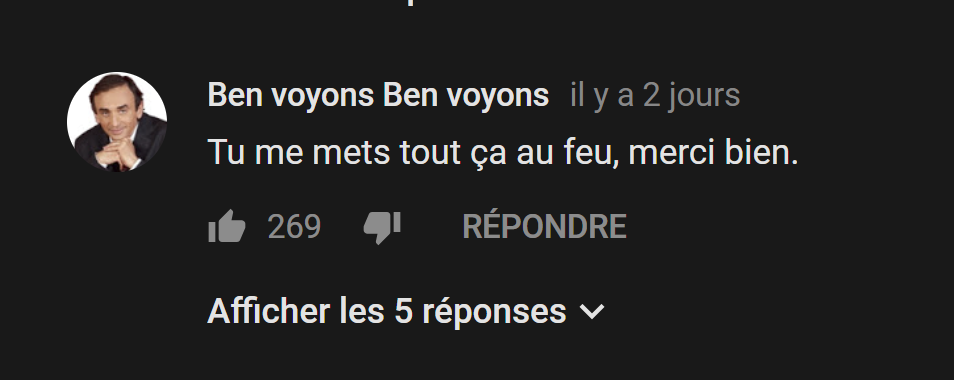 Ben voyons Ben voyons il y a 2 jours
Tu me mets tout ça au feu, merci bien.
269 RÉPONDRE
Afficher les 5 réponses